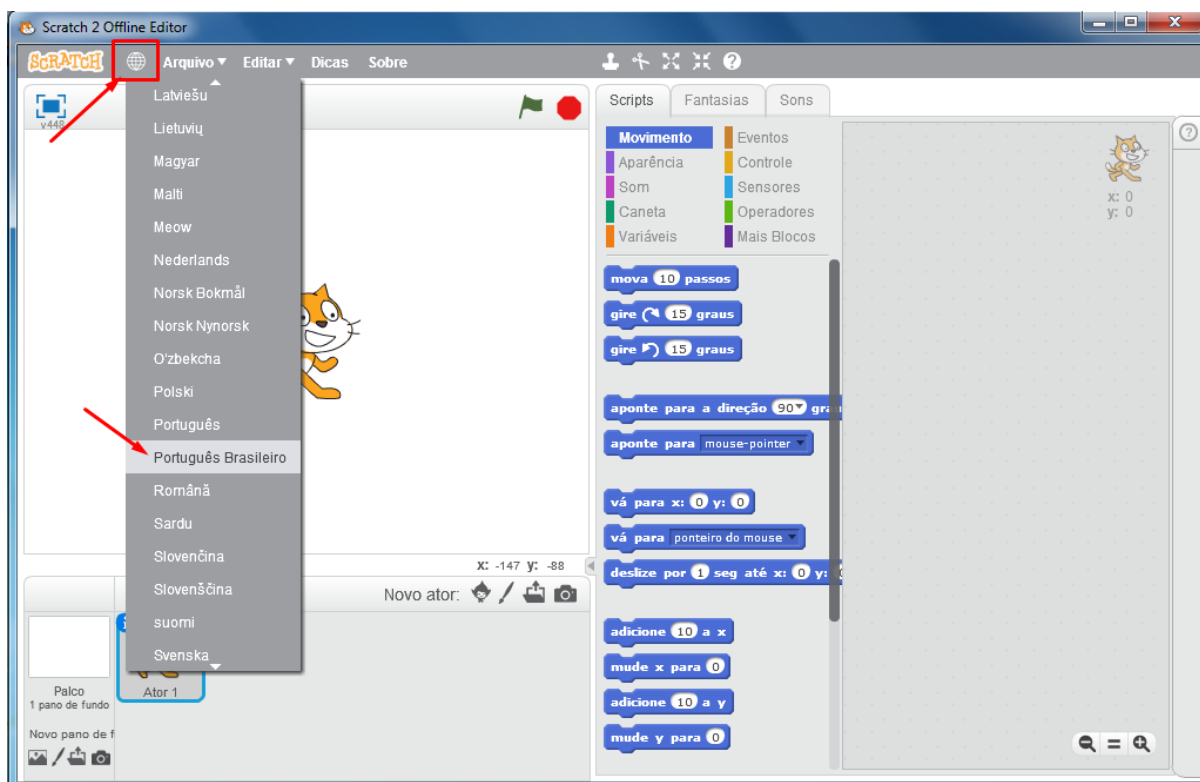 Scratch 2 Offline Editor
SCRATCH Arquivo Editar Dicas Sobre
v448
Latviešu
Lietuvių
Magyar
Malti
Meow
Nederlands
Norsk Bokmål
Norsk Nynorsk
O'zbekcha
Polski
Português
Português Brasileiro
Română
Sardu
Slovenčina
Slovenščina
suomi
Svenska
x: -147 y: -88
Novo ator:
Palco
1 pano de fundo
Novo pano de f
Ator 1
Scripts Fantasias Sons
Movimento Eventos
Aparência Controle
Som Sensores
Caneta Operadores
Variáveis Mais Blocos
mova 10 passos
gire 15 graus
gire 15 graus
aponte para a direção 90 grau
aponte para mouse-pointer
vá para x: 0 y: 0
vá para ponteiro do mouse
deslize por 1 seg até x: 0 y: 0
adicione 10 a x
mude x para 0
adicione 10 a y
mude y para 0
x: 0
y: 0